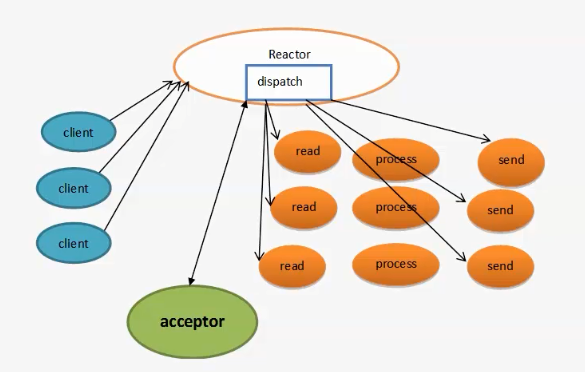 Reactor
dispatch
client
client
client
read
process
send
read
process
send
read
process
send
acceptor